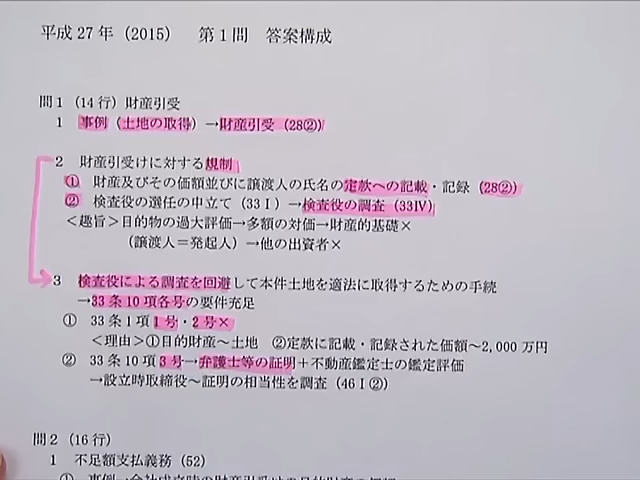 平成27年（2015）　第1問　答案構成
問1（14行）財産引受
1　事例（土地の取得）→財産引受（28②）
2　財産引受けに対する規制
①　財産及びその価額並びに譲渡人の氏名の定款への記載・記録（28②）
②　検査役の選任の申立て（33Ⅰ）→検査役の調査（33Ⅳ）
＜趣旨＞目的物の過大評価→多額の対価→財産的基礎×
（譲渡人＝発起人）→他の出資者×
3　検査役による調査を回避して本件土地を適法に取得するための手続
→33条10項各号の要件充足
①　33条1項1号・2号×
＜理由＞①目的財産～土地　②定款に記載・記録された価額～2,000万円
②　33条10項3号→弁護士等の証明＋不動産鑑定士の鑑定評価
→設立時取締役～証明の相当性を調査（46Ⅰ②）
問2（16行）
1　不足額支払義務（52）